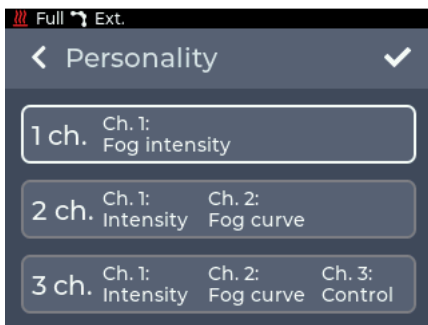 Full Ext.
Personality
1 ch. Ch. 1:
Fog intensity
2 ch. Ch. 1: Ch. 2:
Intensity Fog curve
3 ch. Ch. 1: Ch. 2: Ch. 3:
Intensity Fog curve Control